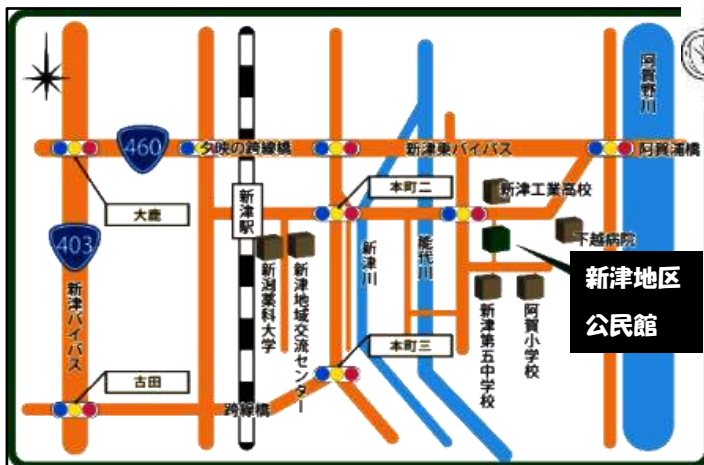 阿賀野川
460
夕映の跨線橋
新津東バイパス
阿賀浦橋
大鹿
新津駅
本町二
新津工業高校
403
新津バイパス
新潟薬科大学
新津地域交流センター
新津川
能代川
下越病院
新津地区
公民館
新津第五中学校
阿賀小学校
本町三
古田
跨線橋